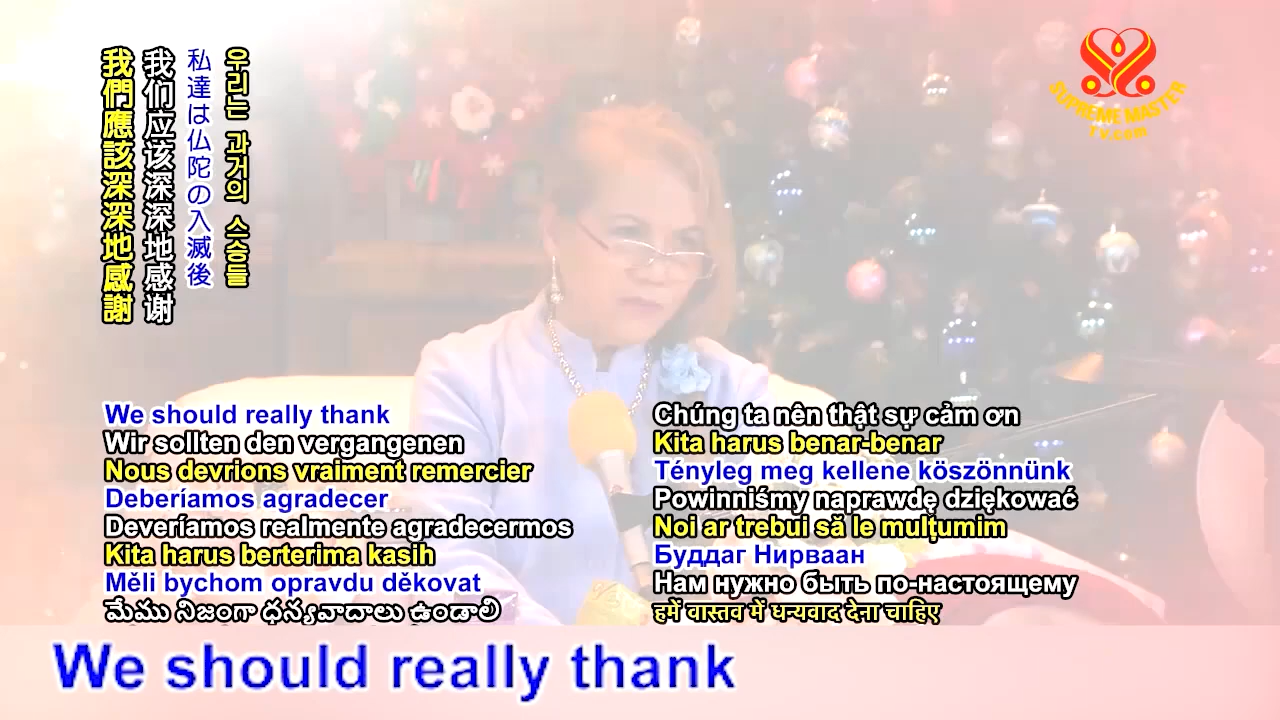 我們應該深深地感謝
我们应该深深地感谢
私達は仏陀の入滅後
우리는 과거의 스승들
SUPREME MASTER
TV.com
We should really thank
Wir sollten den vergangenen
Nous devrions vraiment remercier
Deberíamos agradecer
Deveríamos realmente agradecermos
Kita harus berterima kasih
Měli bychom opravdu děkovat
మేము నిజంగా ధన్యవాదాలు ఉండాలి
Chúng ta nên thật sự cảm ơn
Kita harus benar-benar
Tényleg meg kellene köszönnünk
Powinniśmy naprawdę dziękować
Noi ar trebui să le mulțumim
Буддаг Нирваан
Нам нужно быть по-настоящему
हमें वास्तव में धन्यवाद देना चाहिए
We should really thank